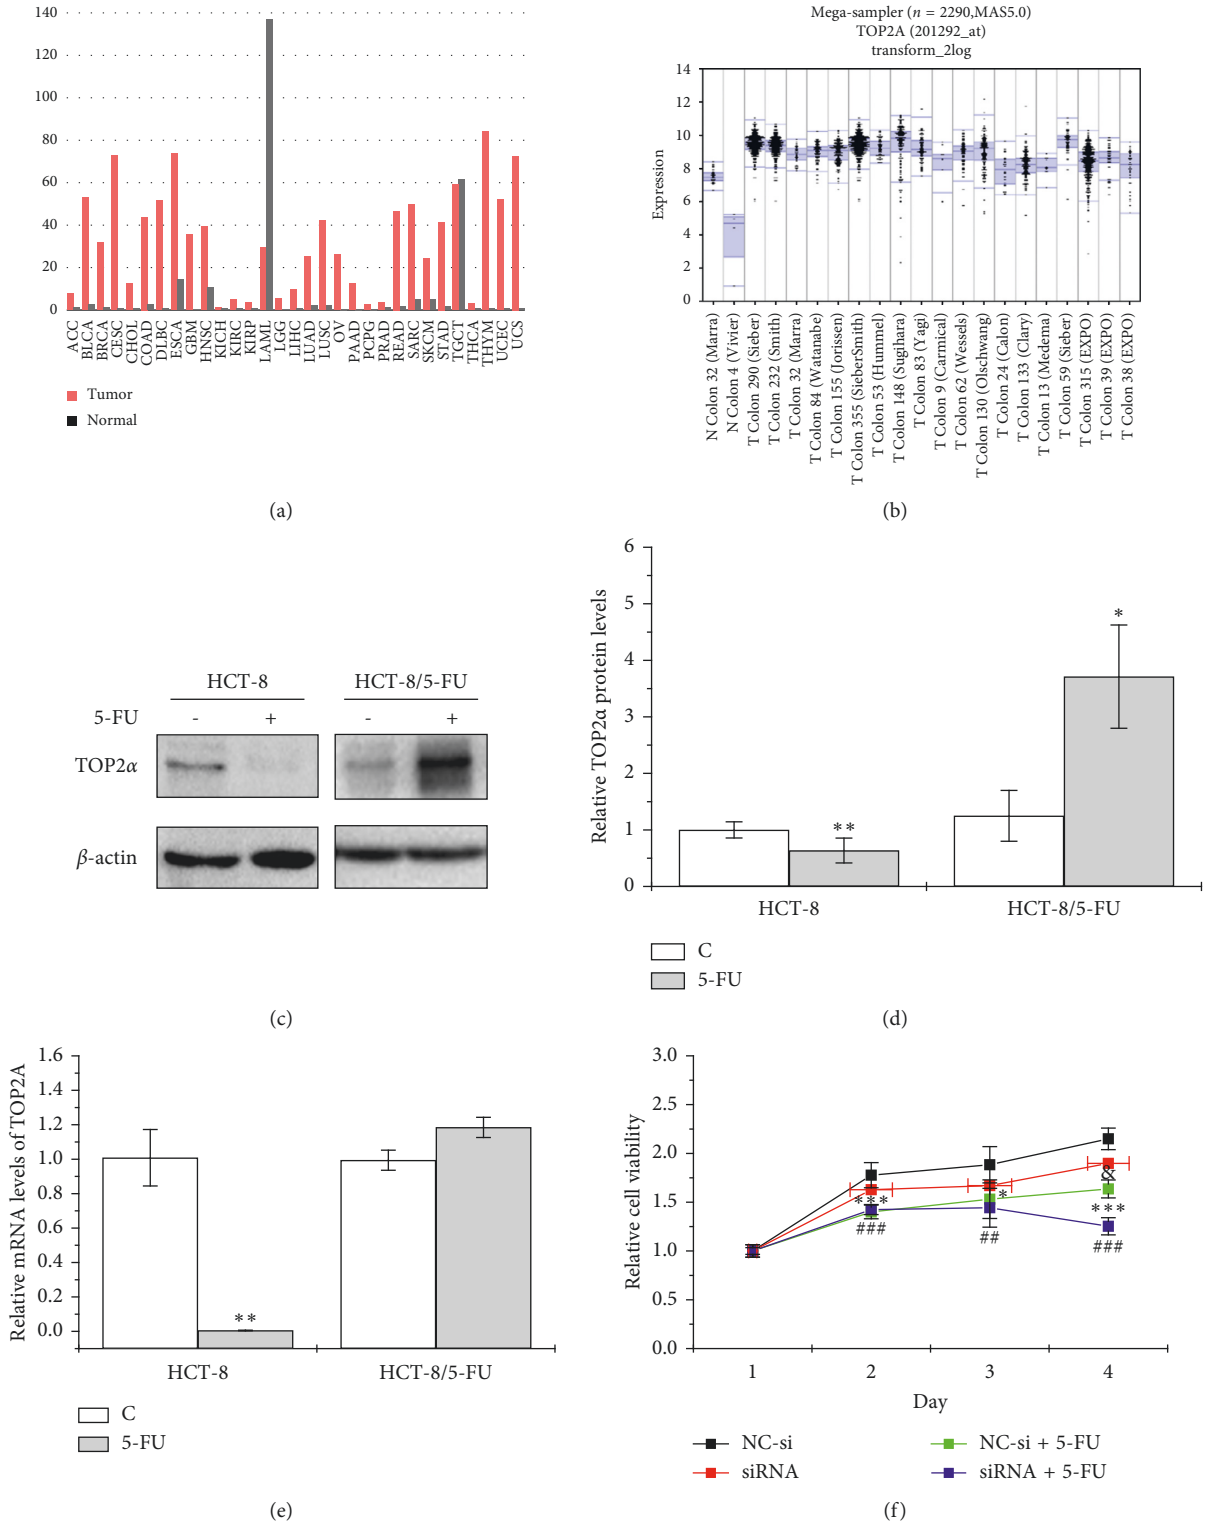 140
120
100
80
60
40
20
0
ACC
BLCA
BRCA
CESC
CHOL
COAD
DLBC
ESCA
GBM
HNSC
KICH
KIRC
KIRP
LAML
LGG
LIHC
LUAD
LUSC
OV
PAAD
PCPG
PRAD
READ
SARC
SKCM
STAD
TGCT
THCA
THYM
UCEC
UCS
Tumor
Normal
(a)
Mega-sampler (n = 2290,MAS5.0)
TOP2A (201292_at)
transform_2log
Expression
14
12
10
8
6
4
2
0
N Colon 32 (Marra)
N Colon 4 (Vivier)
T Colon 290 (Sieber)
T Colon 232 (Smith)
T Colon 32 (Marra)
T Colon 84 (Watanabe)
T Colon 155 (Jorissen)
T Colon 355 (SieberSmith)
T Colon 53 (Hummel)
T Colon 148 (Sugihara)
T Colon 83 (Yagi)
T Colon 9 (Carmical)
T Colon 62 (Wessels)
T Colon 130 (Olschwang)
T Colon 24 (Calon)
T Colon 133 (Clary)
T Colon 13 (Medema)
T Colon 59 (Sieber)
T Colon 315 (EXPO)
T Colon 39 (EXPO)
T Colon 38 (EXPO)
(b)
HCT-8 HCT-8/5-FU
5-FU - + - +
TOP2α
β-actin
(c)
Relative TOP2α protein levels
6
5
4
3
2
1
0
**
*
HCT-8 HCT-8/5-FU
C
5-FU
(d)
Relative mRNA levels of TOP2A
1.6
1.4
1.2
1.0
0.8
0.6
0.4
0.2
0.0
**
HCT-8 HCT-8/5-FU
C
5-FU
(e)
Relative cell viability
3.0
2.5
2.0
1.5
1.0
0.5
0.0
***
###
*
##
&
***
###
1 2 3 4
Day
NC-si NC-si + 5-FU
siRNA siRNA + 5-FU
(f)